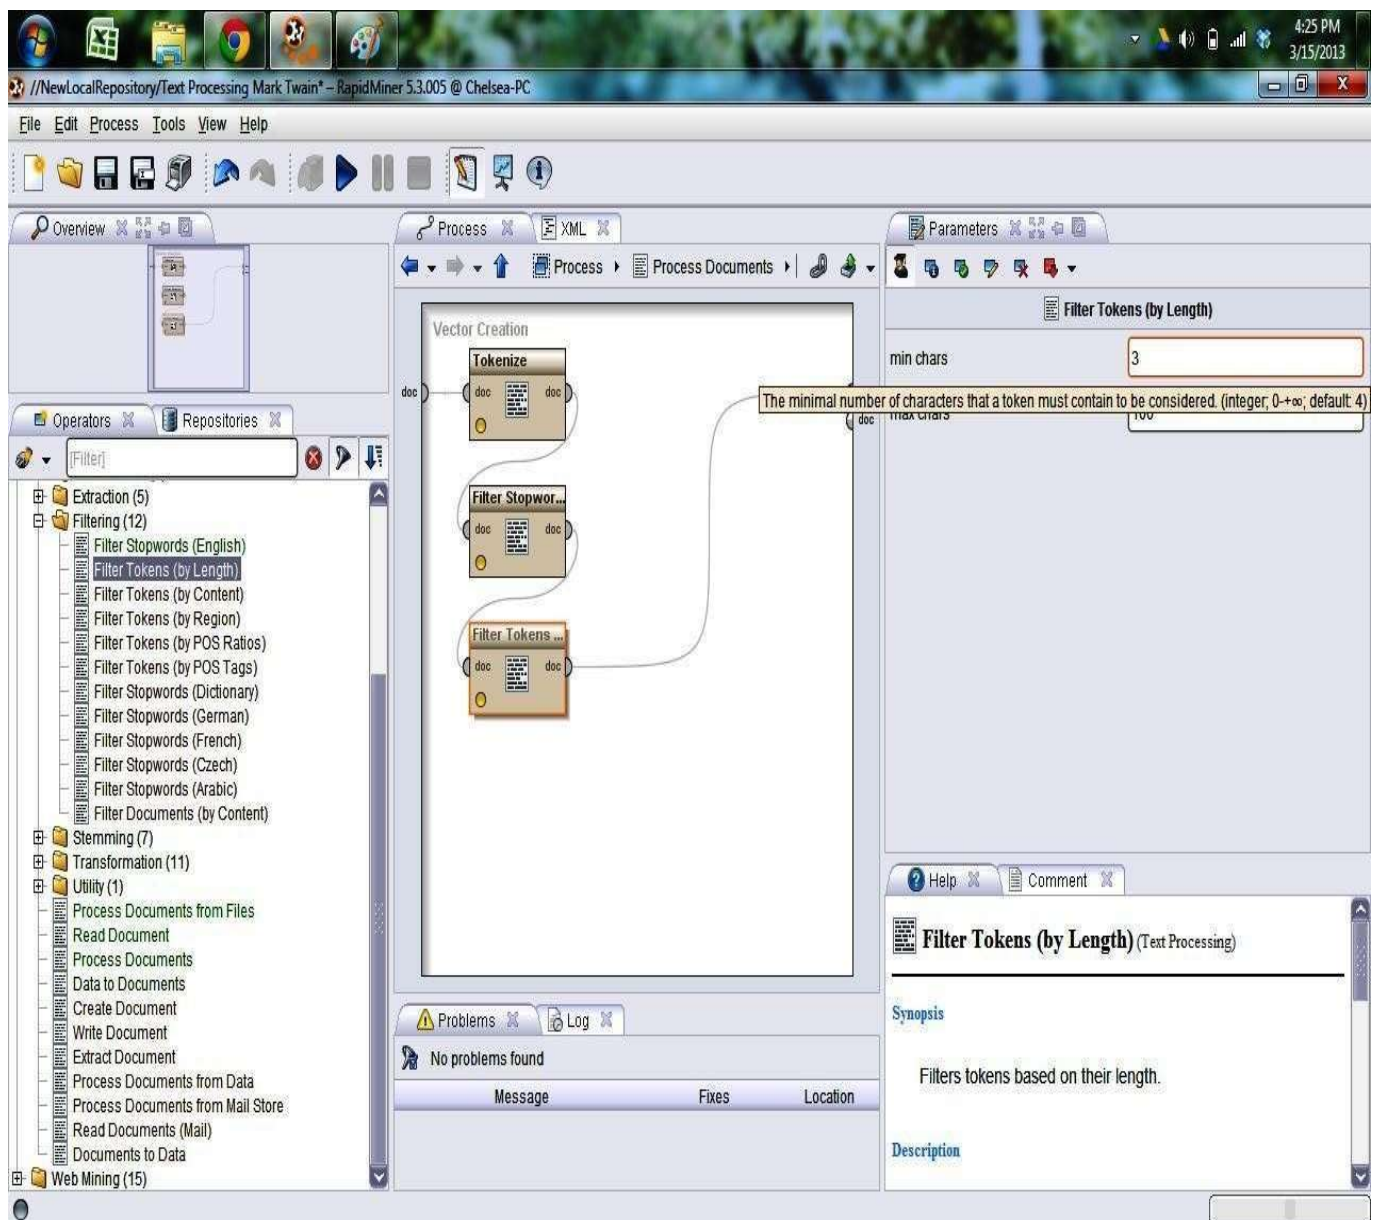 4:25 PM
3/15/2013
//NewLocalRepository/Text Processing Mark Twain* – RapidMiner 5.3.005 @ Chelsea-PC
File Edit Process Tools View Help
Overview
Process XML
Parameters
Process Process Documents
Filter Tokens (by Length)
min chars 3
The minimal number of characters that a token must contain to be considered. (integer; 0-+∞; default: 4)
Vector Creation
Tokenize
doc doc doc
doc
Filter Stopwor...
doc doc
Filter Tokens ...
doc doc
Operators Repositories
[Filter]
Extraction (5)
Filtering (12)
Filter Stopwords (English)
Filter Tokens (by Length)
Filter Tokens (by Content)
Filter Tokens (by Region)
Filter Tokens (by POS Ratios)
Filter Tokens (by POS Tags)
Filter Stopwords (Dictionary)
Filter Stopwords (German)
Filter Stopwords (French)
Filter Stopwords (Czech)
Filter Stopwords (Arabic)
Filter Documents (by Content)
Stemming (7)
Transformation (11)
Utility (1)
Process Documents from Files
Read Document
Process Documents
Data to Documents
Create Document
Write Document
Extract Document
Process Documents from Data
Process Documents from Mail Store
Read Documents (Mail)
Documents to Data
Web Mining (15)
Problems Log
No problems found
Message Fixes Location
Help Comment
Filter Tokens (by Length) (Text Processing)
Synopsis
Filters tokens based on their length.
Description